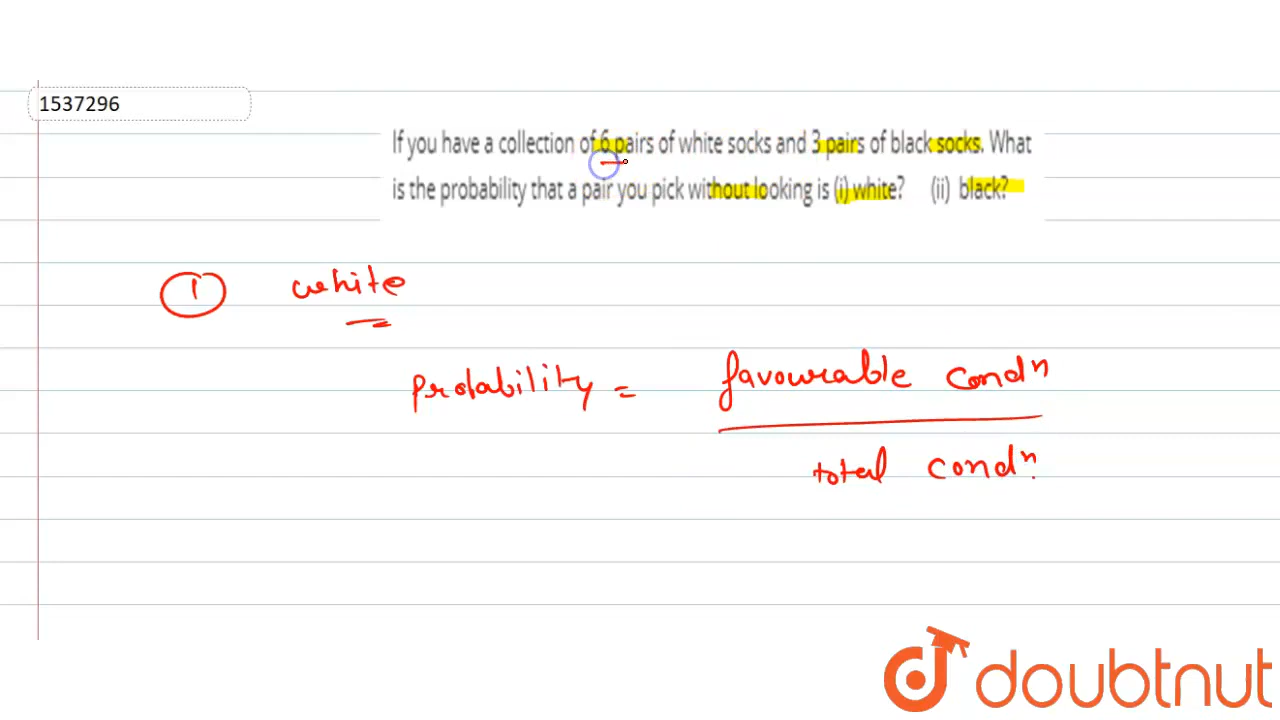 1537296
If you have a collection of 6 pairs of white socks and 3 pairs of black socks. What
is the probability that a pair you pick without looking is (i) white? (ii) black?
1 white
Probability = favourable condn
total condn
doubtnut